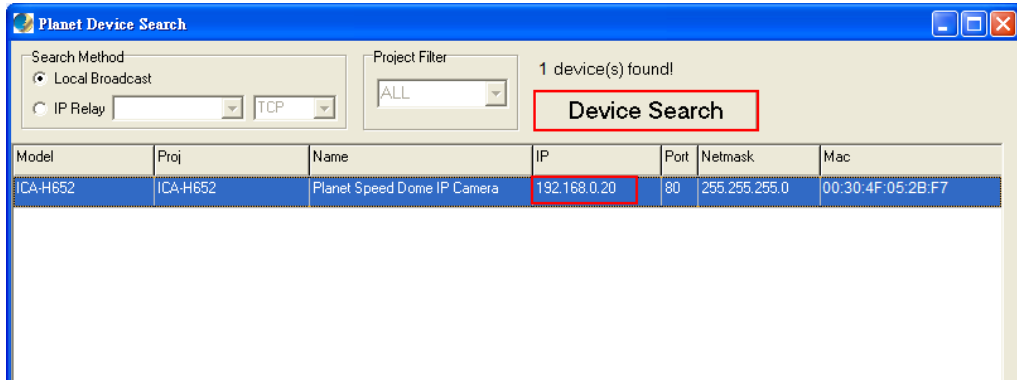 Planet Device Search
Search Method
Local Broadcast
IP Relay TCP
Project Filter
ALL
1 device(s) found!
Device Search
Model Proj Name IP Port Netmask Mac
ICA-H652 ICA-H652 Planet Speed Dome IP Camera 192.168.0.20 80 255.255.255.0 00:30:4F:05:2B:F7